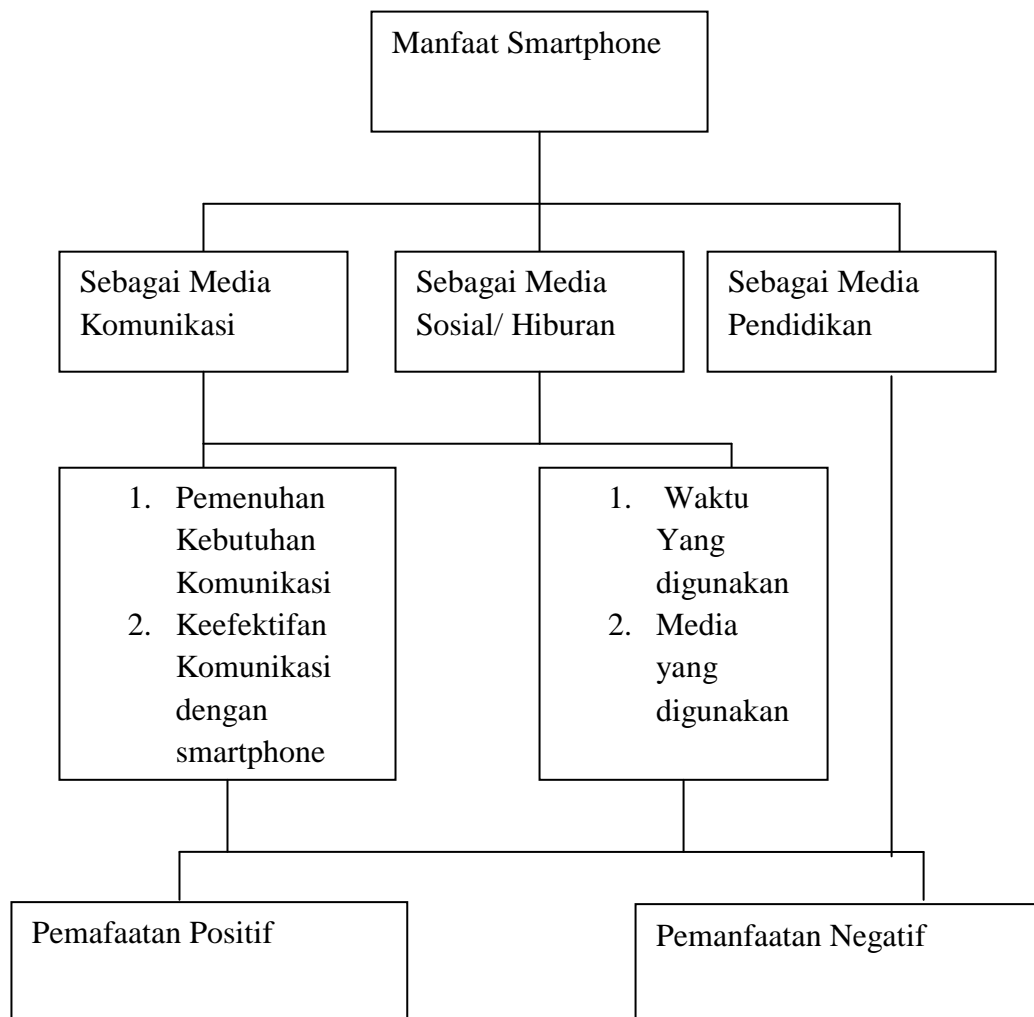 Manfaat Smartphone
Sebagai Media
Komunikasi
Sebagai Media
Sosial/ Hiburan
Sebagai Media
Pendidikan
1. Pemenuhan
Kebutuhan
Komunikasi
2. Keefektifan
Komunikasi
dengan
smartphone
1. Waktu
Yang
digunakan
2. Media
yang
digunakan
Pemafaatan Positif
Pemanfaatan Negatif